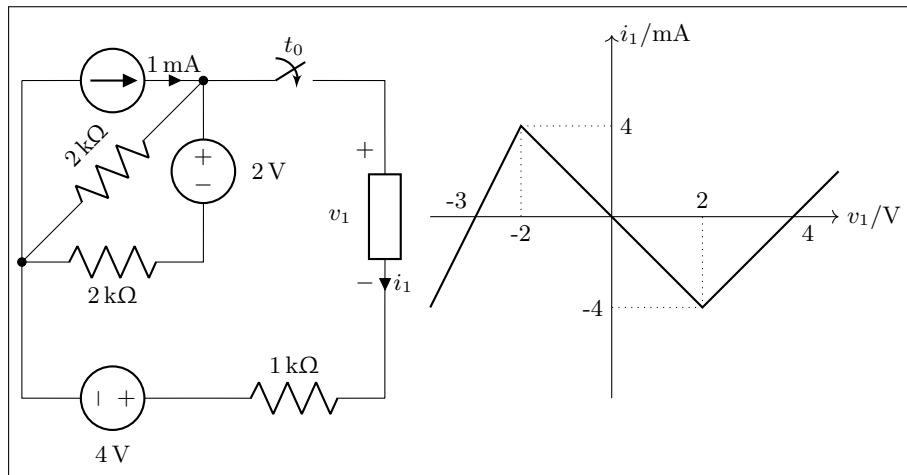 t₀
1 mA
2 kΩ
+
−
2 V
2 kΩ
+
v₁
−
i₁
1 kΩ
− +
4 V
i₁/mA
4
-3
-2
2
4
v₁/V
-4